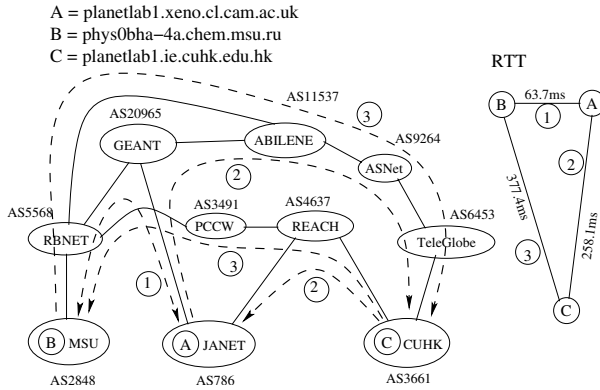 A = planetlab1.xeno.cl.cam.ac.uk
B = phys0bha−4a.chem.msu.ru
C = planetlab1.ie.cuhk.edu.hk
RTT
63.7ms
B
A
1
2
377.4ms
258.1ms
3
C
AS11537
3
AS20965
AS9264
GEANT
ABILENE
ASNet
2
AS5568
AS3491
AS4637
AS6453
RBNET
PCCW
REACH
TeleGlobe
3
1
2
B MSU
A JANET
C CUHK
AS2848
AS786
AS3661